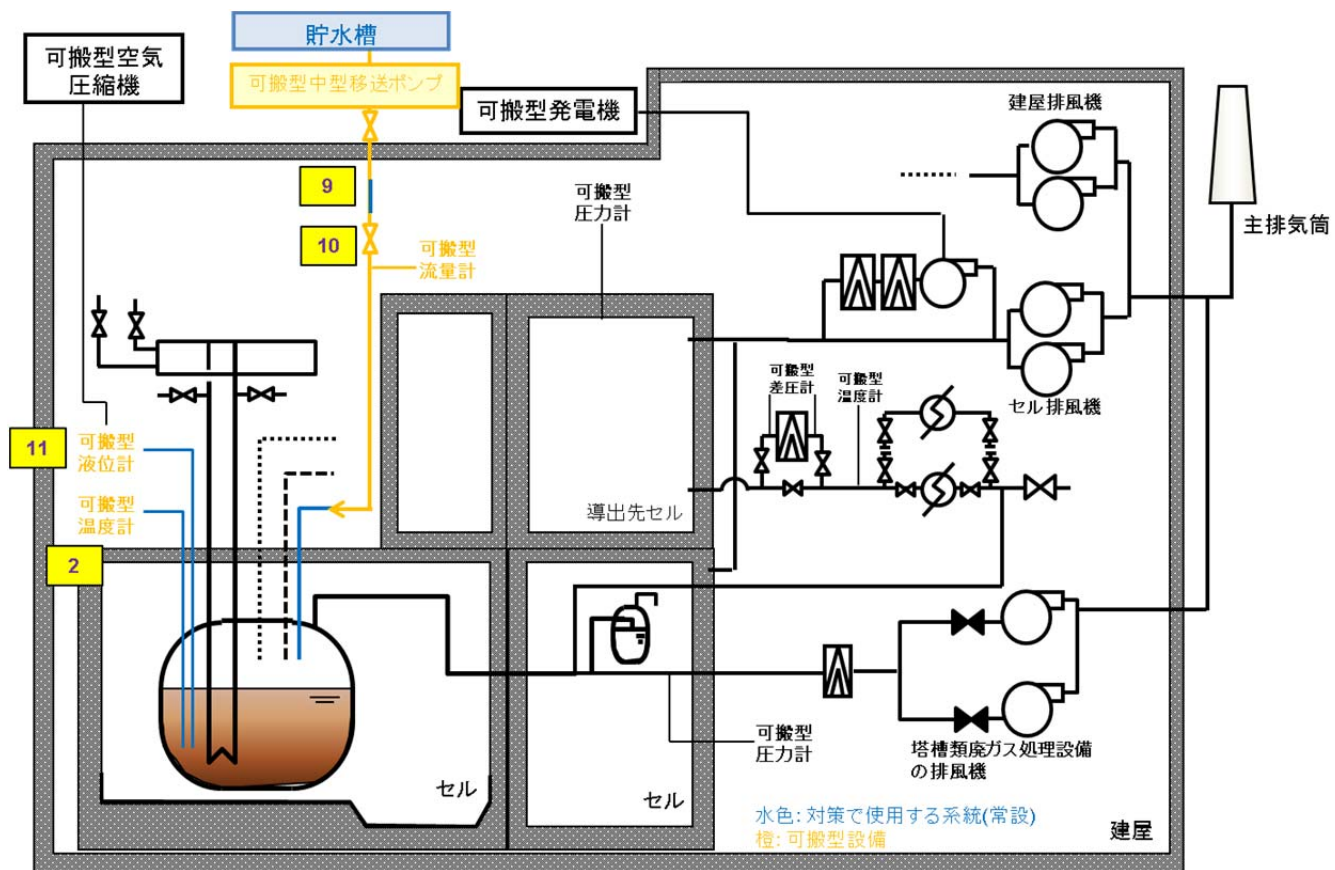 貯水槽
可搬型空気
圧縮機
可搬型中型移送ポンプ
可搬型発電機
建屋排風機
9
可搬型
圧力計
主排気筒
10
可搬型
流量計
可搬型
差圧計
可搬型
温度計
セル排風機
11
可搬型
液位計
可搬型
温度計
導出先セル
2
可搬型
圧力計
塔槽類廃ガス処理設備
の排風機
セル
セル
水色: 対策で使用する系統(常設)
橙: 可搬型設備
建屋